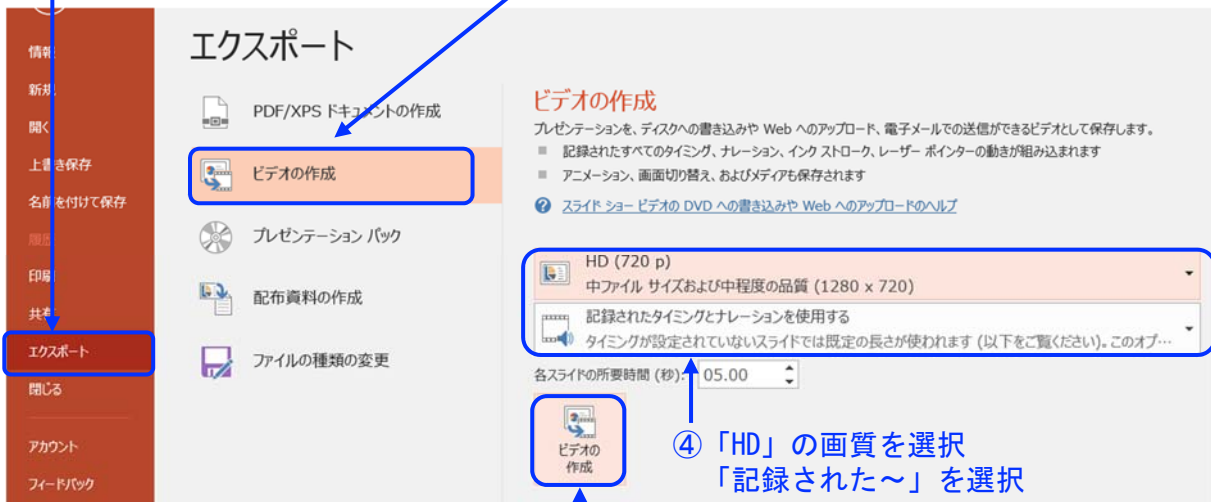 エクスポート
情報
新規
開く
上書き保存
名前を付けて保存
履歴
印刷
共有
エクスポート
閉じる
アカウント
フィードバック
PDF/XPS ドキュメントの作成
ビデオの作成
プレゼンテーション パック
配布資料の作成
ファイルの種類の変更
ビデオの作成
プレゼンテーションを、ディスクへの書き込みや Web へのアップロード、電子メールでの送信ができるビデオとして保存します。
記録されたすべてのタイミング、ナレーション、インク ストローク、レーザー ポインターの動きが組み込まれます
アニメーション、画面切り替え、およびメディアも保存されます
スライド ショー ビデオの DVD への書き込みや Web へのアップロードのヘルプ
HD (720 p)
中ファイル サイズおよび中程度の品質 (1280 x 720)
記録されたタイミングとナレーションを使用する
タイミングが設定されていないスライドでは既定の長さが使われます (以下をご覧ください)。このオプ…
各スライドの所要時間 (秒): 05.00
ビデオの
作成
④「HD」の画質を選択
「記録された～」を選択